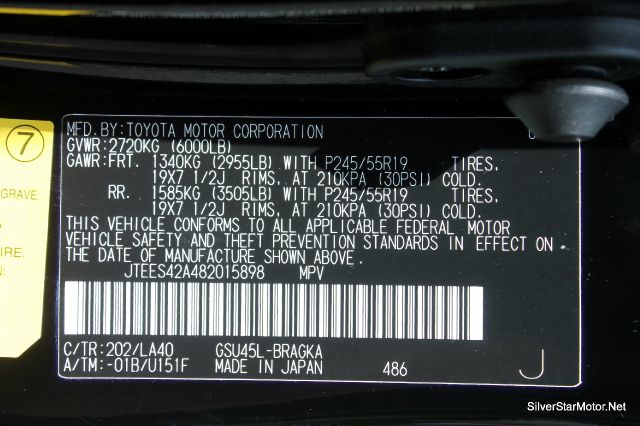 7
GRAVE:
MFD.BY:TOYOTA MOTOR CORPORATION
GVWR:2720KG (6000LB)
GAWR:FRT. 1340KG (2955LB) WITH P245/55R19 TIRES,
19X7 1/2J RIMS, AT 210KPA (30PSI) COLD.
RR. 1585KG (3505LB) WITH P245/55R19 TIRES,
19X7 1/2J RIMS, AT 210KPA (30PSI) COLD.
THIS VEHICLE CONFORMS TO ALL APPLICABLE FEDERAL MOTOR
VEHICLE SAFETY AND THEFT PREVENTION STANDARDS IN EFFECT ON
THE DATE OF MANUFACTURE SHOWN ABOVE.
JTEES42A482015898 MPV
C/TR:202/LA40 GSU45L-BRAGKA
A/TM:-01B/U151F MADE IN JAPAN 486 J
SilverStarMotor.Net